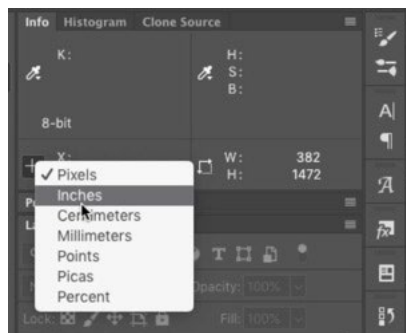 Info Histogram Clone Source
K: H:
S:
B:
8-bit
X: W: 382
H: 1472
✓ Pixels
Inches
Centimeters
Millimeters
Points
Picas
Percent
Opacity: 100%
Lock: Fill: 100%